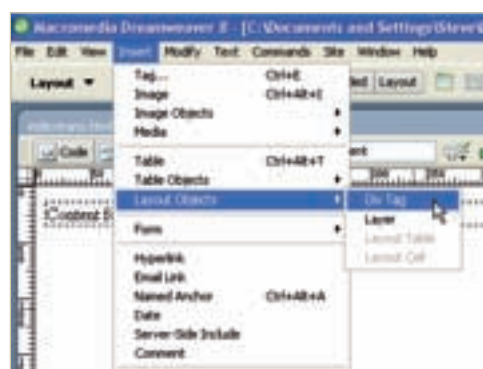 Macromedia Dreamweaver 8 - [C:\Documents and Settings\Steve\
File Edit View Insert Modify Text Commands Site Window Help
Layout
Layout
Tag... Ctrl+E
Image Ctrl+Alt+I
Image Objects
Media
Code
Table Ctrl+Alt+T
Table Objects
Layout Objects
Div Tag
Layer
Layout Table
Layout Cell
Form
Hyperlink
Email Link
Named Anchor Ctrl+Alt+A
Date
Server-Side Include
Comment
Content